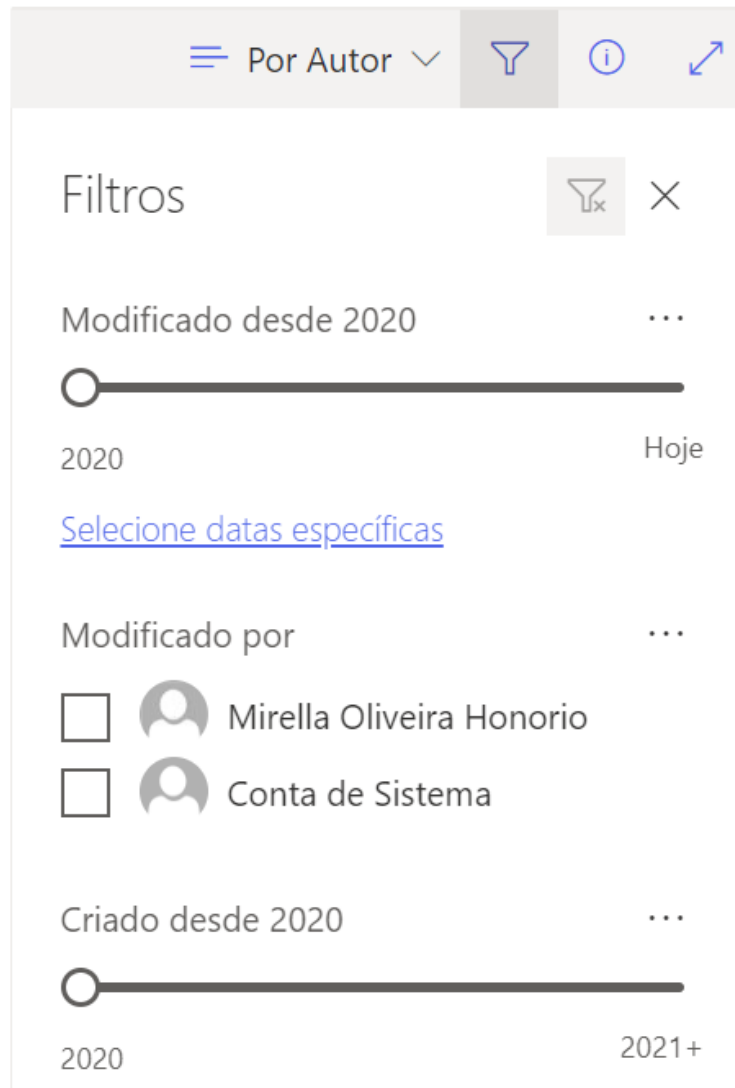 Por Autor
Filtros
Modificado desde 2020
2020
Hoje
Selecione datas específicas
Modificado por
Mirella Oliveira Honorio
Conta de Sistema
Criado desde 2020
2020
2021+